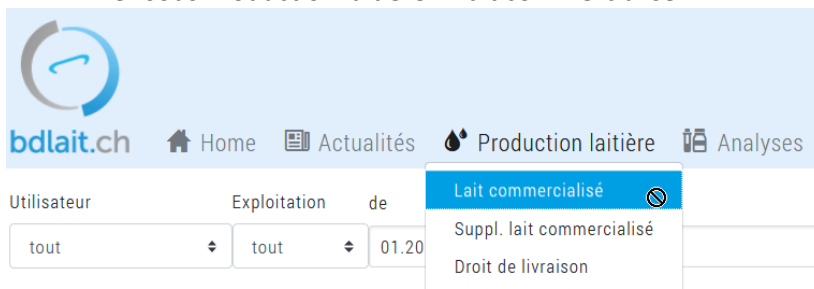 bdlait.ch Home Actualités Production laitière Analyses
Lait commercialisé
Utilisateur Exploitation de
Suppl. lait commercialisé
tout tout 01.20
Droit de livraison